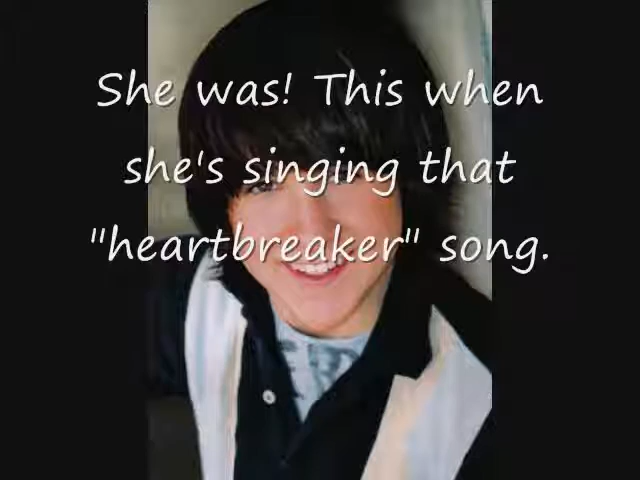 She was! This when
she's singing that
"heartbreaker" song.